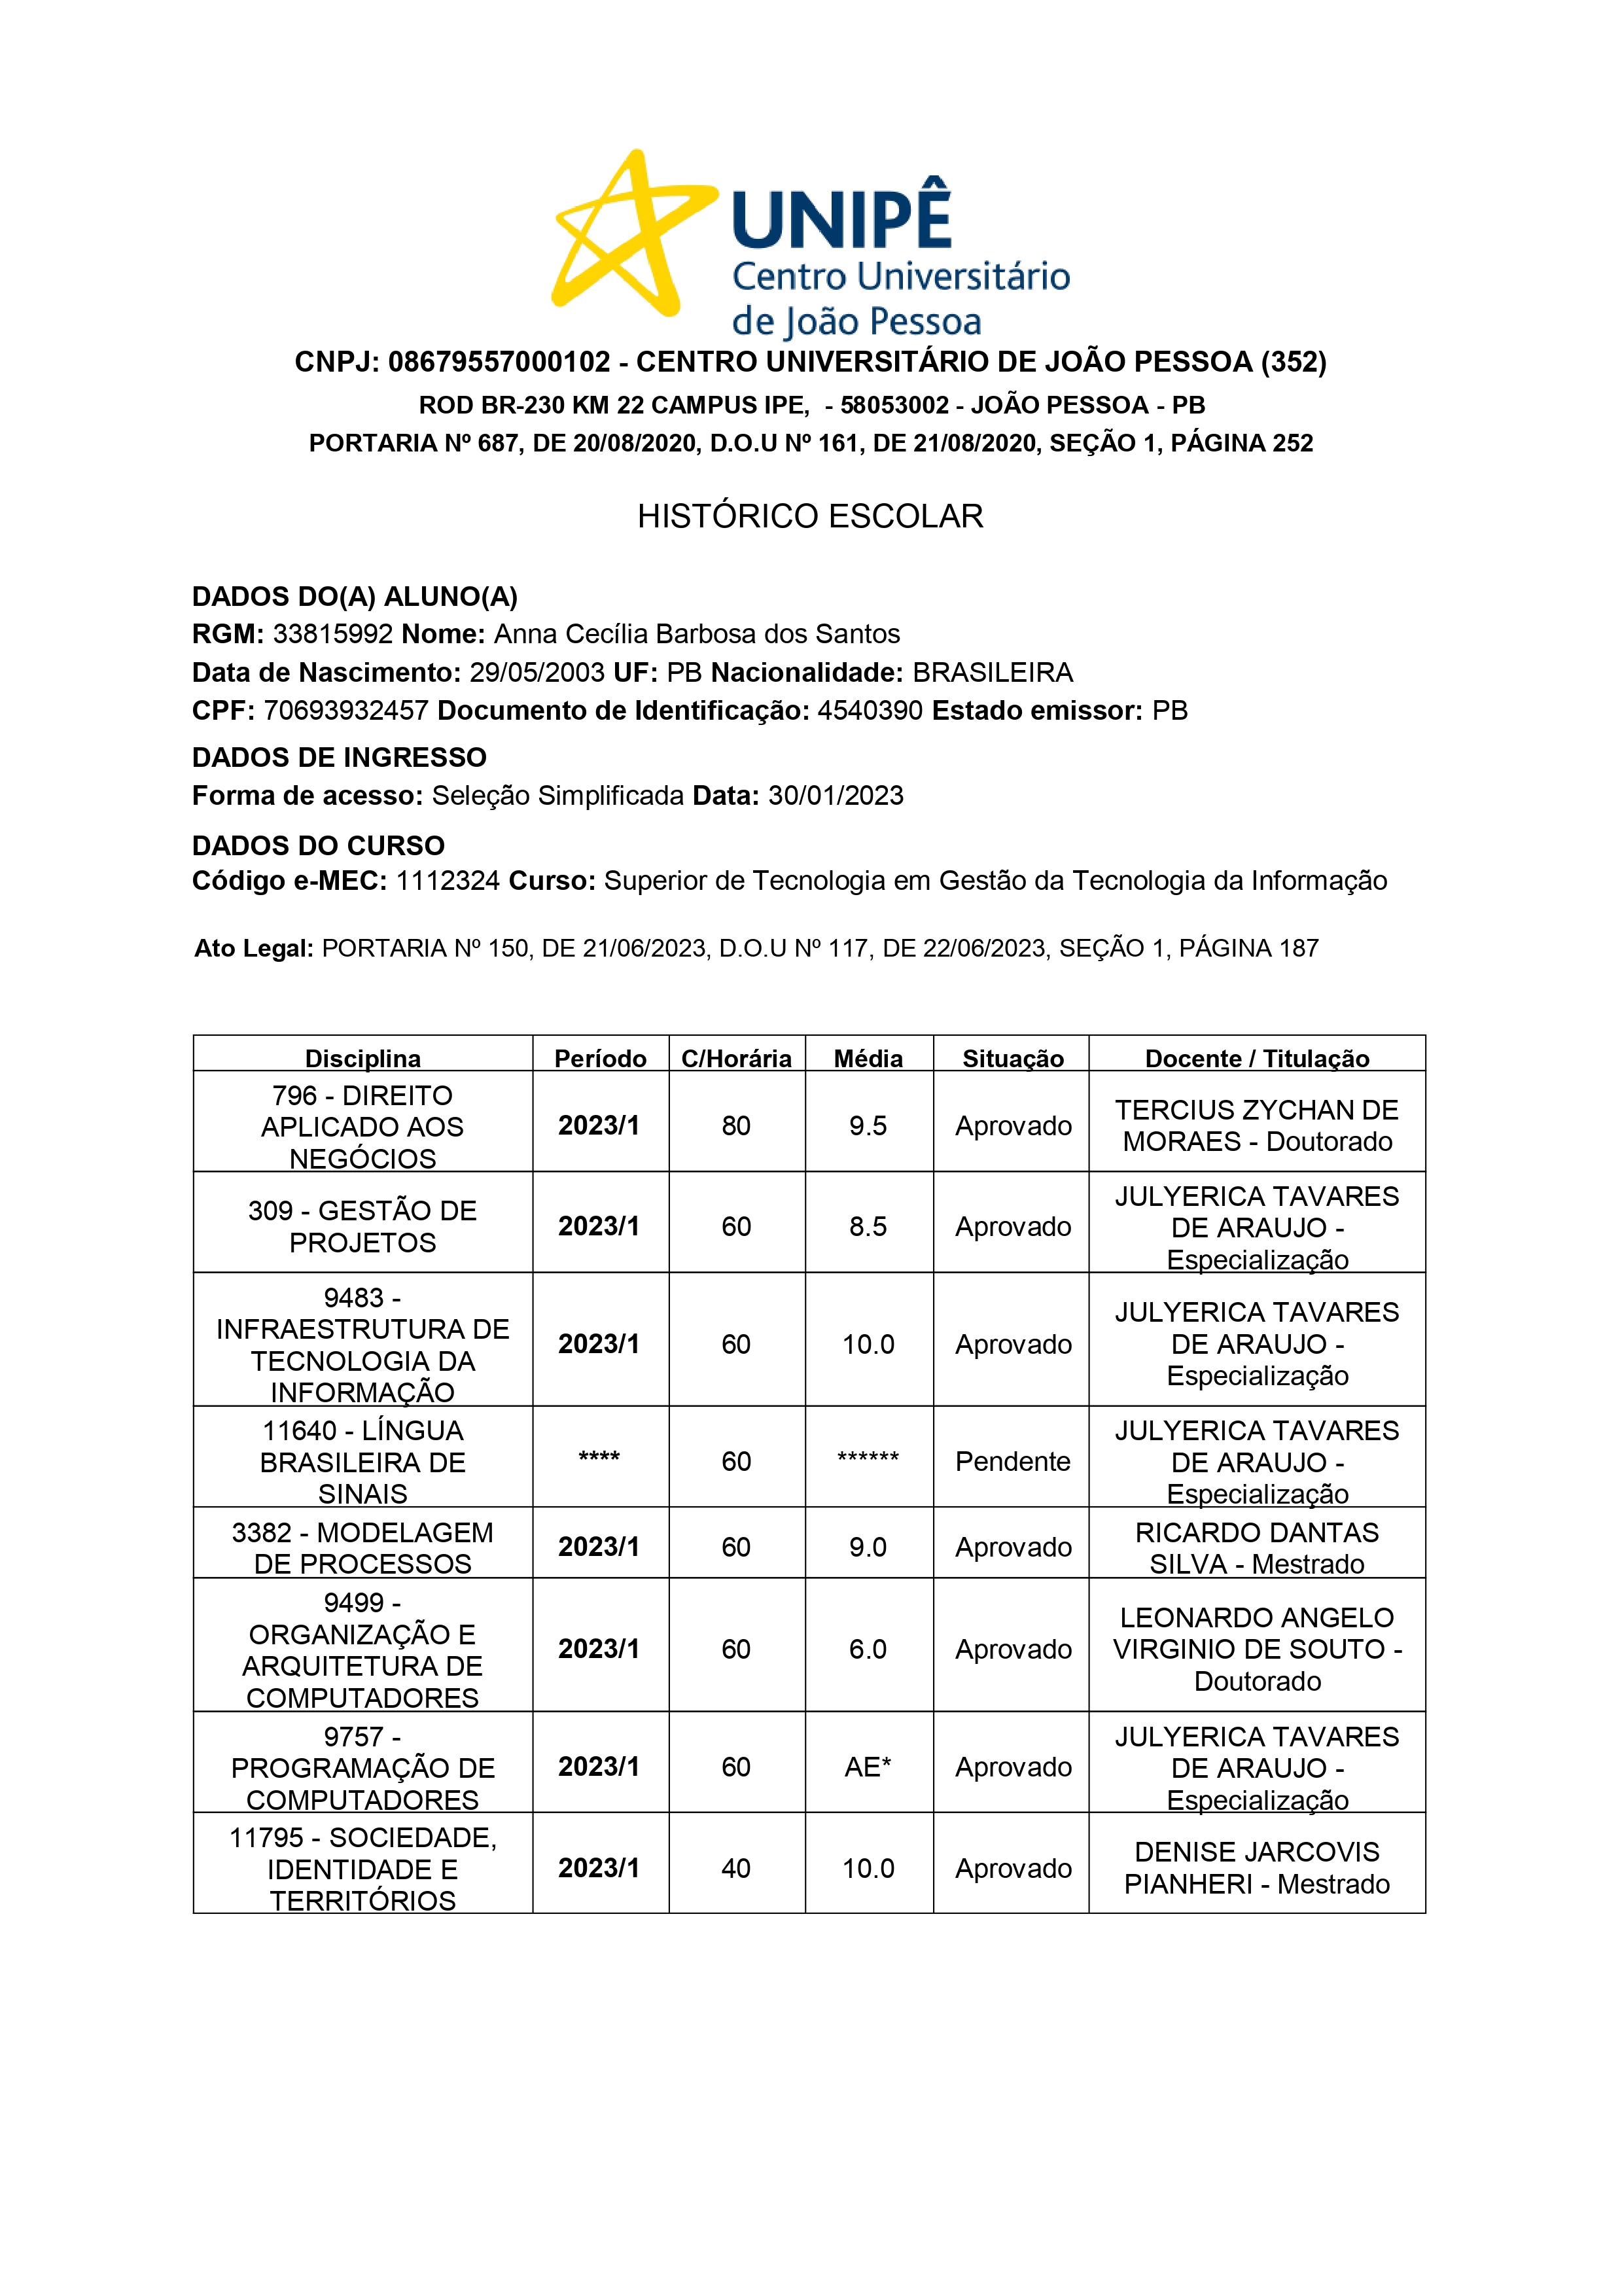 UNIPÊ
Centro Universitário
de João Pessoa
CNPJ: 08679557000102 - CENTRO UNIVERSITÁRIO DE JOÃO PESSOA (352)
ROD BR-230 KM 22 CAMPUS IPE, - 58053002 - JOÃO PESSOA - PB
PORTARIA Nº 687, DE 20/08/2020, D.O.U Nº 161, DE 21/08/2020, SEÇÃO 1, PÁGINA 252
HISTÓRICO ESCOLAR
DADOS DO(A) ALUNO(A)
RGM: 33815992 Nome: Anna Cecília Barbosa dos Santos
Data de Nascimento: 29/05/2003 UF: PB Nacionalidade: BRASILEIRA
CPF: 70693932457 Documento de Identificação: 4540390 Estado emissor: PB
DADOS DE INGRESSO
Forma de acesso: Seleção Simplificada Data: 30/01/2023
DADOS DO CURSO
Código e-MEC: 1112324 Curso: Superior de Tecnologia em Gestão da Tecnologia da Informação
Ato Legal: PORTARIA Nº 150, DE 21/06/2023, D.O.U Nº 117, DE 22/06/2023, SEÇÃO 1, PÁGINA 187
Disciplina Período C/Horária Média Situação Docente / Titulação
796 - DIREITO
APLICADO AOS
NEGÓCIOS
2023/1 80 9.5 Aprovado
TERCIUS ZYCHAN DE
MORAES - Doutorado
309 - GESTÃO DE
PROJETOS
2023/1 60 8.5 Aprovado
JULYERICA TAVARES
DE ARAUJO -
Especialização
9483 -
INFRAESTRUTURA DE
TECNOLOGIA DA
INFORMAÇÃO
2023/1 60 10.0 Aprovado
JULYERICA TAVARES
DE ARAUJO -
Especialização
11640 - LÍNGUA
BRASILEIRA DE
SINAIS
**** 60 ****** Pendente
JULYERICA TAVARES
DE ARAUJO -
Especialização
3382 - MODELAGEM
DE PROCESSOS
2023/1 60 9.0 Aprovado
RICARDO DANTAS
SILVA - Mestrado
9499 -
ORGANIZAÇÃO E
ARQUITETURA DE
COMPUTADORES
2023/1 60 6.0 Aprovado
LEONARDO ANGELO
VIRGINIO DE SOUTO -
Doutorado
9757 -
PROGRAMAÇÃO DE
COMPUTADORES
2023/1 60 AE* Aprovado
JULYERICA TAVARES
DE ARAUJO -
Especialização
11795 - SOCIEDADE,
IDENTIDADE E
TERRITÓRIOS
2023/1 40 10.0 Aprovado
DENISE JARCOVIS
PIANHERI - Mestrado